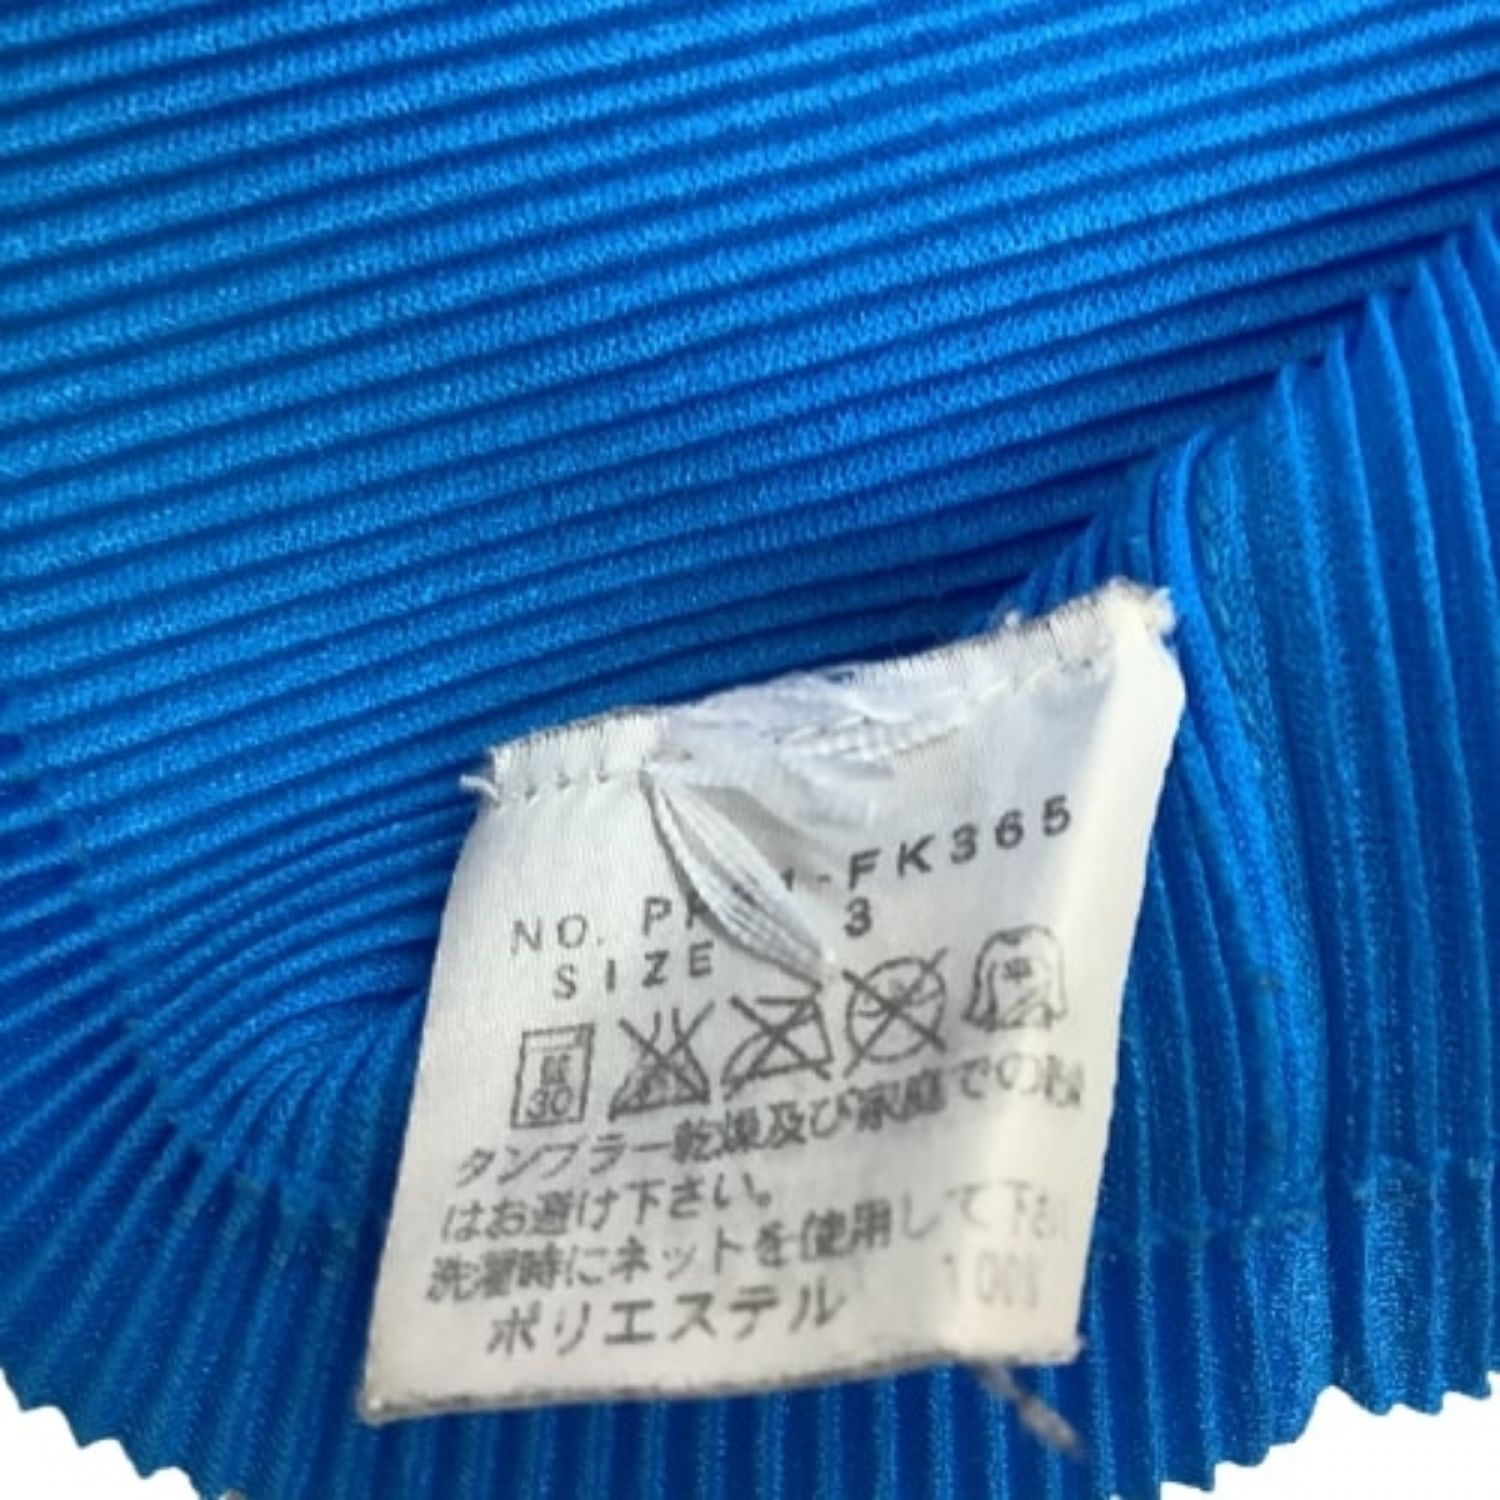 NO. -FK365
SIZE 3
30 平
タンブラー乾燥及び家庭での
はお避け下さい。
洗濯時にネットを使用して下さい
ポリエステル 100%